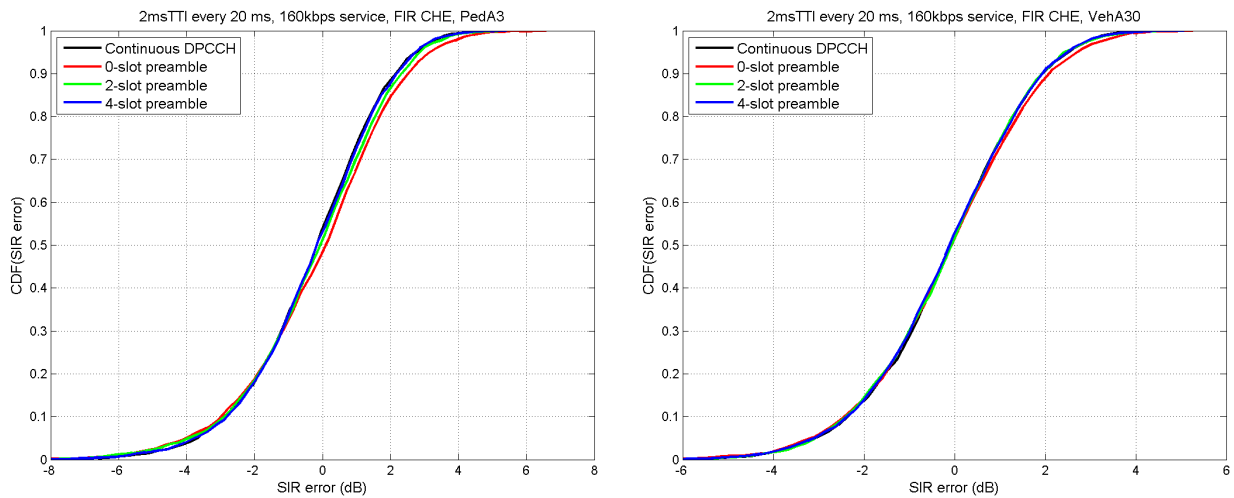 2msTTI every 20 ms, 160kbps service, FIR CHE, PedA3
Continuous DPCCH
0-slot preamble
2-slot preamble
4-slot preamble
CDF(SIR error)
1
0.9
0.8
0.7
0.6
0.5
0.4
0.3
0.2
0.1
0
-8 -6 -4 -2 0 2 4 6 8
SIR error (dB)
2msTTI every 20 ms, 160kbps service, FIR CHE, VehA30
Continuous DPCCH
0-slot preamble
2-slot preamble
4-slot preamble
CDF(SIR error)
1
0.9
0.8
0.7
0.6
0.5
0.4
0.3
0.2
0.1
0
-6 -4 -2 0 2 4 6
SIR error (dB)